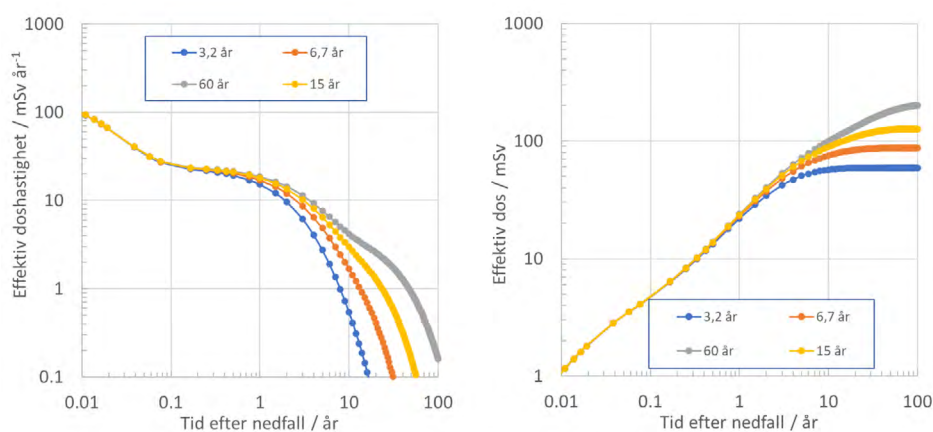 1000
100
10
1
0.1
Effektiv doshastighet / mSv år⁻¹
3,2 år 6,7 år
60 år 15 år
0.01 0.1 1 10 100
Tid efter nedfall / år
1000
100
10
1
Effektiv dos / mSv
3,2 år 6,7 år
60 år 15 år
0.01 0.1 1 10 100
Tid efter nedfall / år